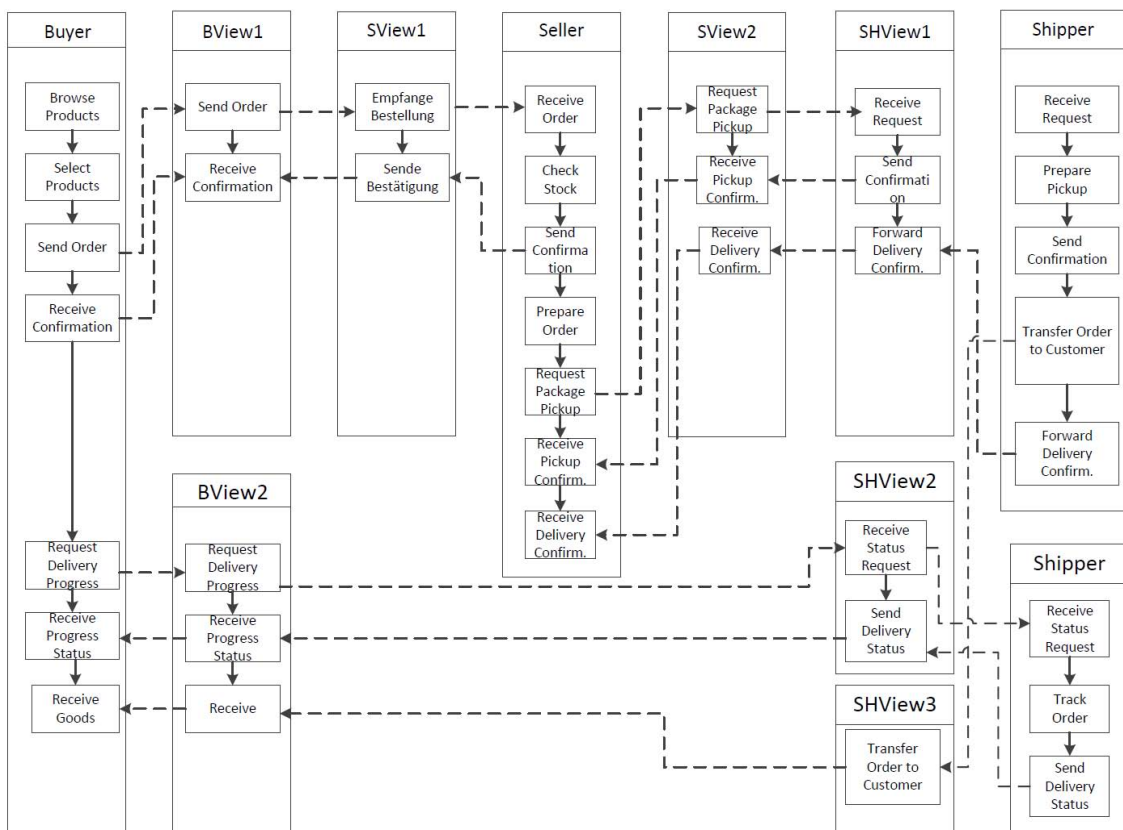 Buyer
Browse
Products
Select
Products
Send Order
Receive
Confirmation
Request
Delivery
Progress
Receive
Progress
Status
Receive
Goods
BView1
Send Order
Receive
Confirmation
BView2
Request
Delivery
Progress
Receive
Progress
Status
Receive
SView1
Empfange
Bestellung
Sende
Bestätigung
Seller
Receive
Order
Check
Stock
Send
Confirma
tion
Prepare
Order
Request
Package
Pickup
Receive
Pickup
Confirm.
Receive
Delivery
Confirm.
SView2
Request
Package
Pickup
Receive
Pickup
Confirm.
Receive
Delivery
Confirm.
SHView1
Receive
Request
Send
Confirmati
on
Forward
Delivery
Confirm.
SHView2
Receive
Status
Request
Send
Delivery
Status
SHView3
Transfer
Order to
Customer
Shipper
Receive
Request
Prepare
Pickup
Send
Confirmation
Transfer Order
to Customer
Forward
Delivery
Confirm.
Shipper
Receive
Status
Request
Track
Order
Send
Delivery
Status